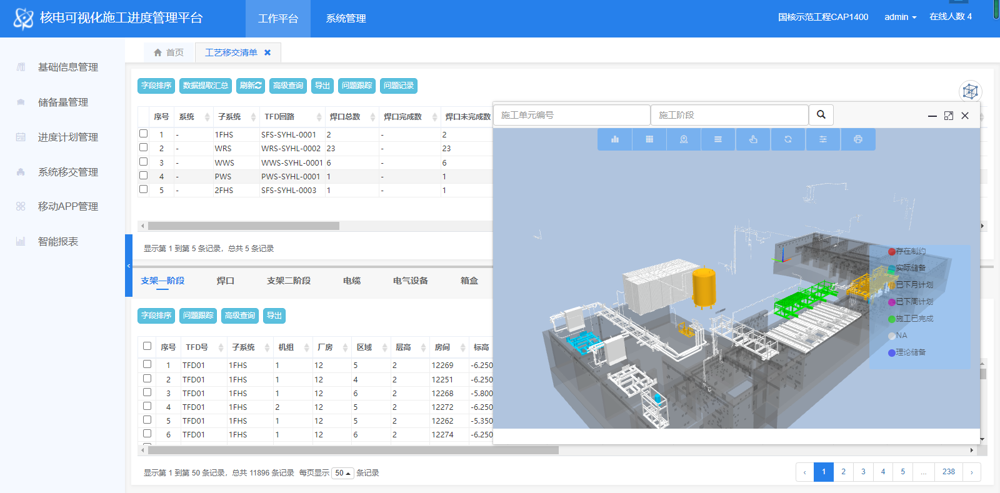 核电可视化施工进度管理平台 工作平台 系统管理 国核示范工程CAP1400 admin 在线人数 4
首页 工艺移交清单
基础信息管理
储备量管理
进度计划管理
系统移交管理
移动APP管理
智能报表
字段排序 数据提取汇总 刷新 高级查询 导出 问题跟踪 问题记录
序号 系统 子系统 TFD回路 焊口总数 焊口完成数 焊口未完成数
1 - 1FHS SFS-SYHL-0001 2 - 2
2 - WRS WRS-SYHL-0002 23 - 23
3 - WWS WWS-SYHL-0001 6 - 6
4 - PWS PWS-SYHL-0001 1 - 1
5 - 2FHS SFS-SYHL-0003 1 - 1
显示第 1 到第 5 条记录，总共 5 条记录
施工单元编号 施工阶段
存在制约
实际储备
已下月计划
已下周计划
施工已完成
NA
理论储备
支架一阶段 焊口 支架二阶段 电缆 电气设备 箱盒
字段排序 问题跟踪 高级查询 导出
序号 TFD号 子系统 机组 厂房 区域 层高 房间 标高
1 TFD01 1FHS 1 12 5 2 12269 -6.250
2 TFD01 1FHS 1 12 4 2 12251 -6.250
3 TFD01 1FHS 1 12 6 2 12268 -5.800
4 TFD01 1FHS 2 12 5 2 12272 -6.250
5 TFD01 1FHS 1 12 5 2 12262 -5.350
6 TFD01 1FHS 1 12 6 2 12274 -6.250
显示第 1 到第 50 条记录，总共 11896 条记录 每页显示 50 条记录
‹ 1 2 3 4 5 ... 238 ›